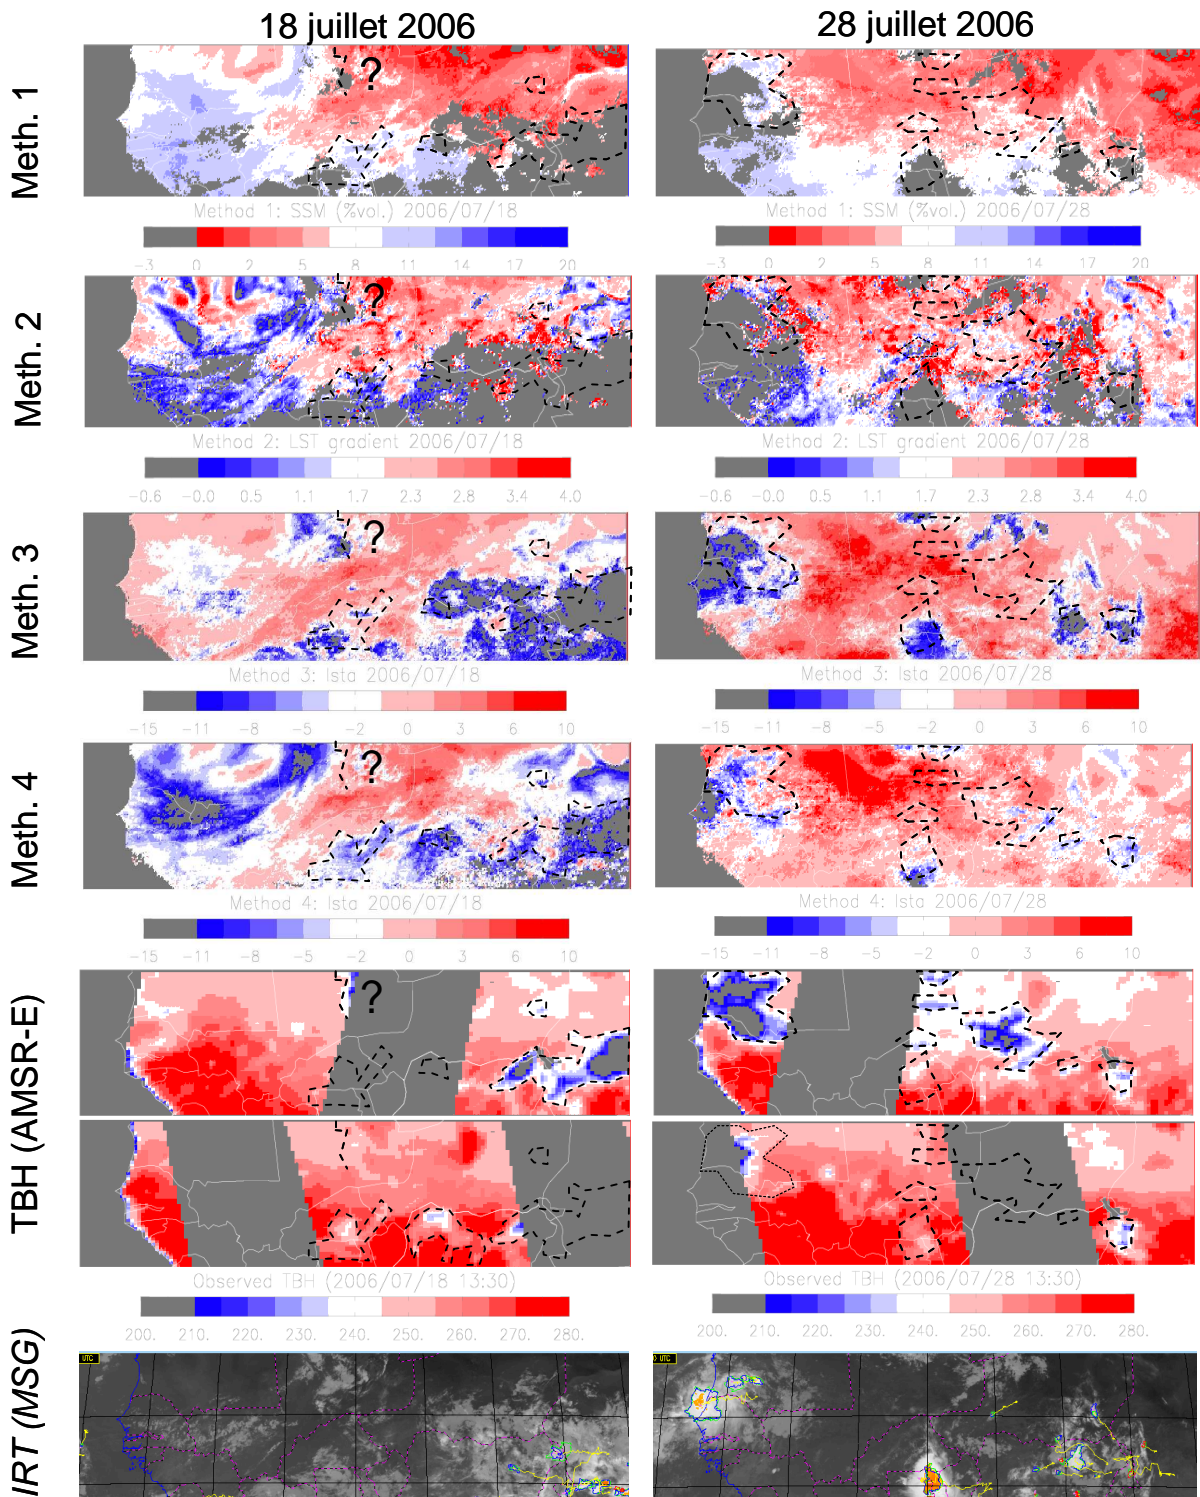 18 juillet 2006
28 juillet 2006
Meth. 1
?
Method 1: SSM (%vol.) 2006/07/18
-3 0 2 5 8 11 14 17 20
Method 1: SSM (%vol.) 2006/07/28
-3 0 2 5 8 11 14 17 20
Meth. 2
?
Method 2: LST gradient 2006/07/18
-0.6 -0.0 0.5 1.1 1.7 2.3 2.8 3.4 4.0
Method 2: LST gradient 2006/07/28
-0.6 -0.0 0.5 1.1 1.7 2.3 2.8 3.4 4.0
Meth. 3
?
Method 3: lsta 2006/07/18
-15 -11 -8 -5 -2 0 3 6 10
Method 3: lsta 2006/07/28
-15 -11 -8 -5 -2 0 3 6 10
Meth. 4
?
Method 4: lsta 2006/07/18
-15 -11 -8 -5 -2 0 3 6 10
Method 4: lsta 2006/07/28
-15 -11 -8 -5 -2 0 3 6 10
TBH (AMSR-E)
?
Observed TBH (2006/07/18 13:30)
200. 210. 220. 230. 240. 250. 260. 270. 280.
Observed TBH (2006/07/28 13:30)
200. 210. 220. 230. 240. 250. 260. 270. 280.
IRT (MSG)
UTC
UTC